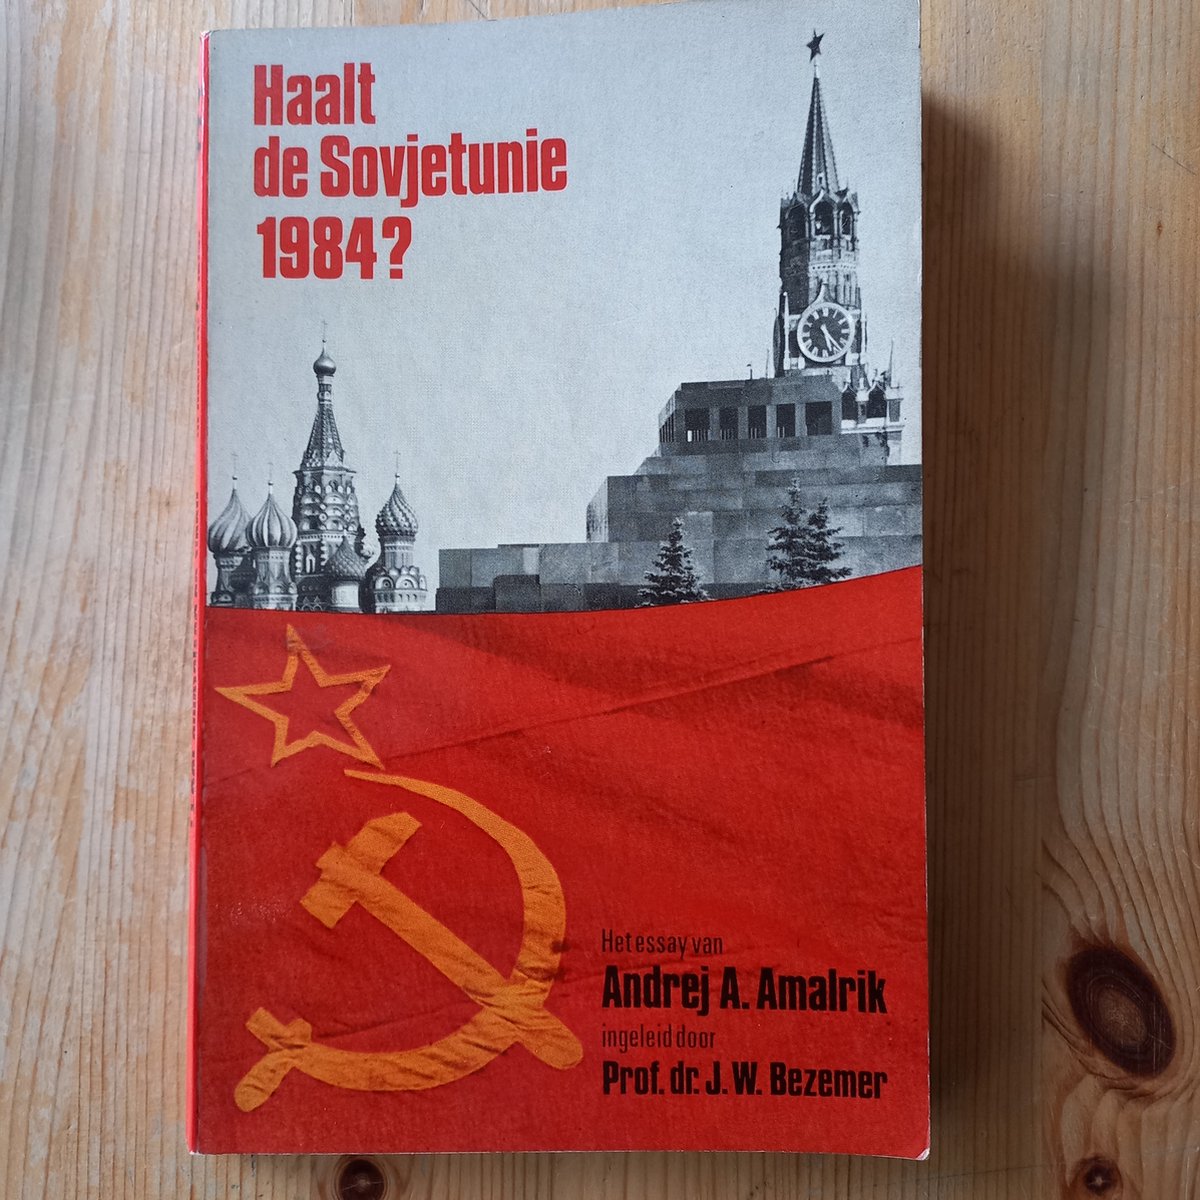 Haalt
de Sovjetunie
1984?
Het essay van
Andrej A. Amalrik
ingeleid door
Prof. dr. J. W. Bezemer